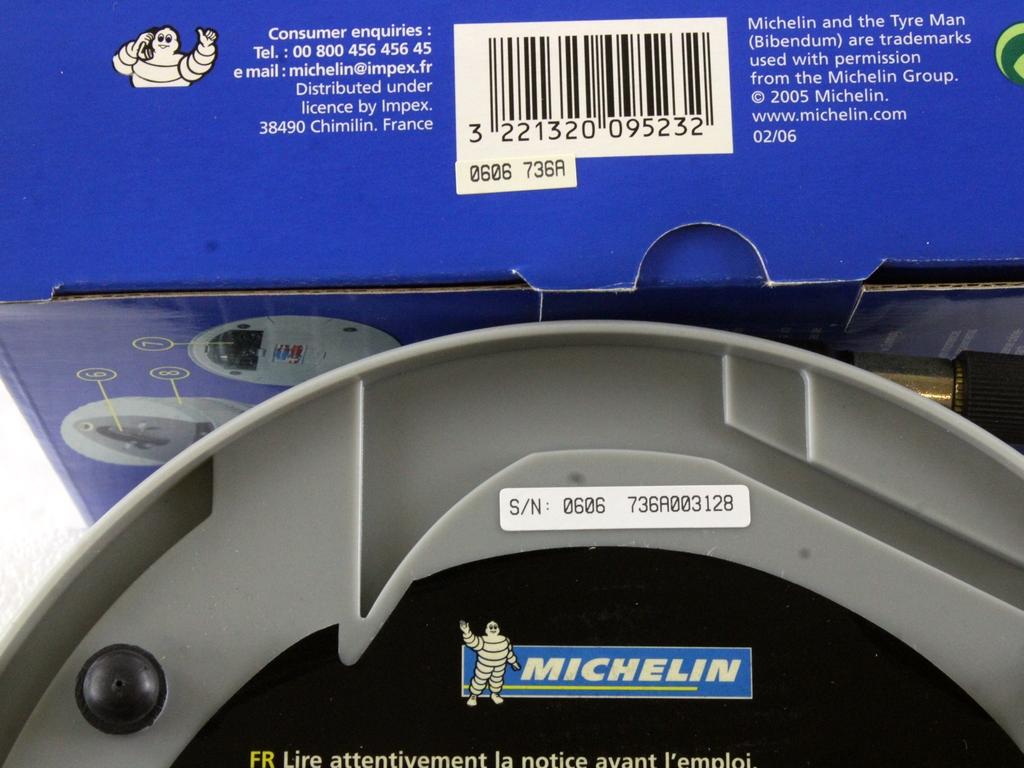 Consumer enquiries :
Tel. : 00 800 456 456 45
e mail : michelin@impex.fr
Distributed under
licence by Impex.
38490 Chimilin. France
3 221320 095232
0606 736A
Michelin and the Tyre Man
(Bibendum) are trademarks
used with permission
from the Michelin Group.
© 2005 Michelin.
www.michelin.com
02/06
7
6
8
S/N: 0606 736A003128
MICHELIN
FR Lire attentivement la notice avant l'emploi.